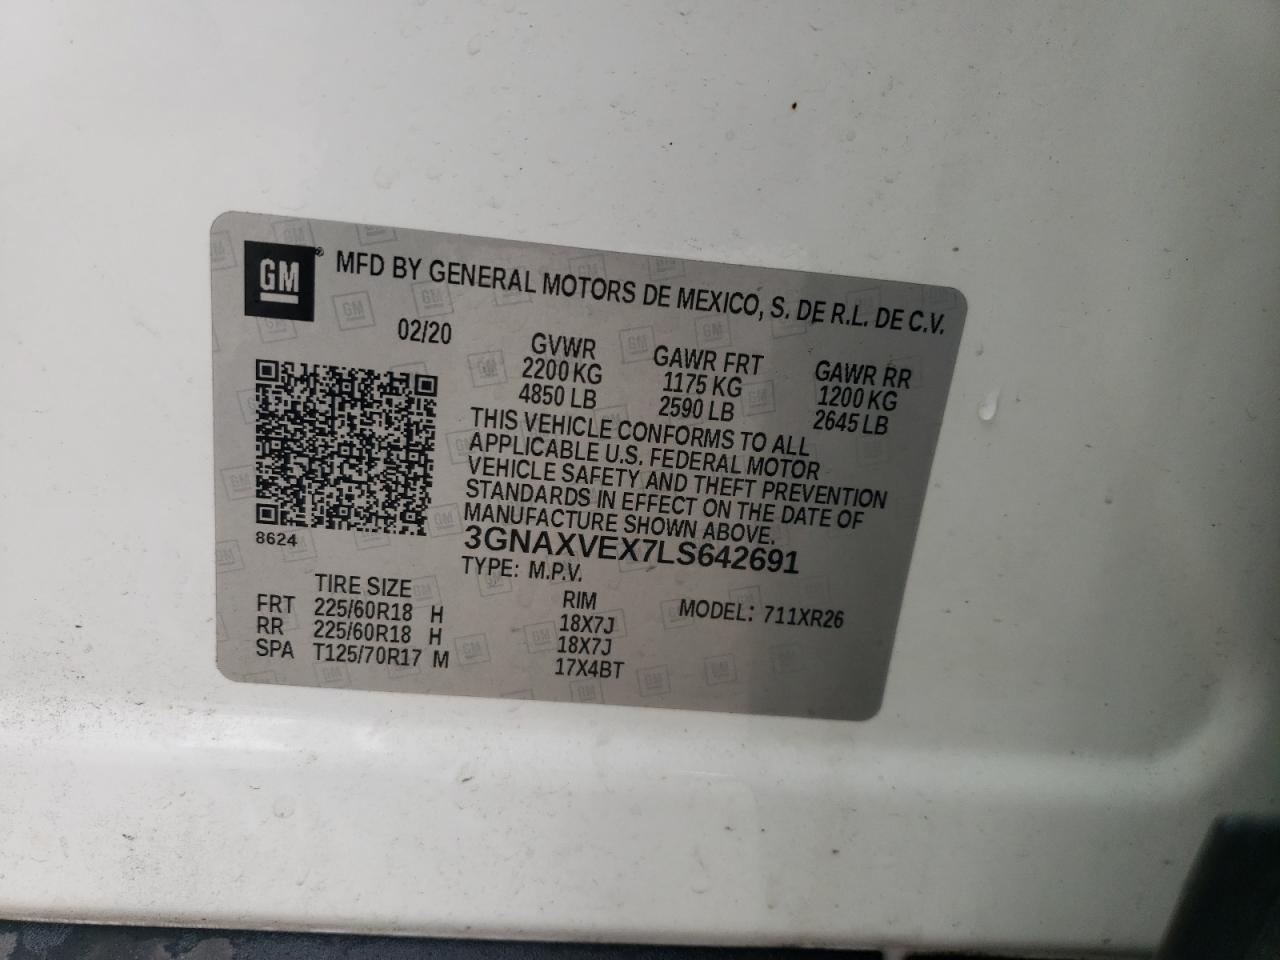 GM® MFD BY GENERAL MOTORS DE MEXICO, S. DE R.L. DE C.V.
02/20
GVWR GAWR FRT GAWR RR
2200 KG 1175 KG 1200 KG
4850 LB 2590 LB 2645 LB
THIS VEHICLE CONFORMS TO ALL
APPLICABLE U.S. FEDERAL MOTOR
VEHICLE SAFETY AND THEFT PREVENTION
STANDARDS IN EFFECT ON THE DATE OF
MANUFACTURE SHOWN ABOVE.
8624
3GNAXVEX7LS642691
TYPE: M.P.V.
MODEL: 711XR26
TIRE SIZE RIM
FRT 225/60R18 H 18X7J
RR 225/60R18 H 18X7J
SPA T125/70R17 M 17X4BT